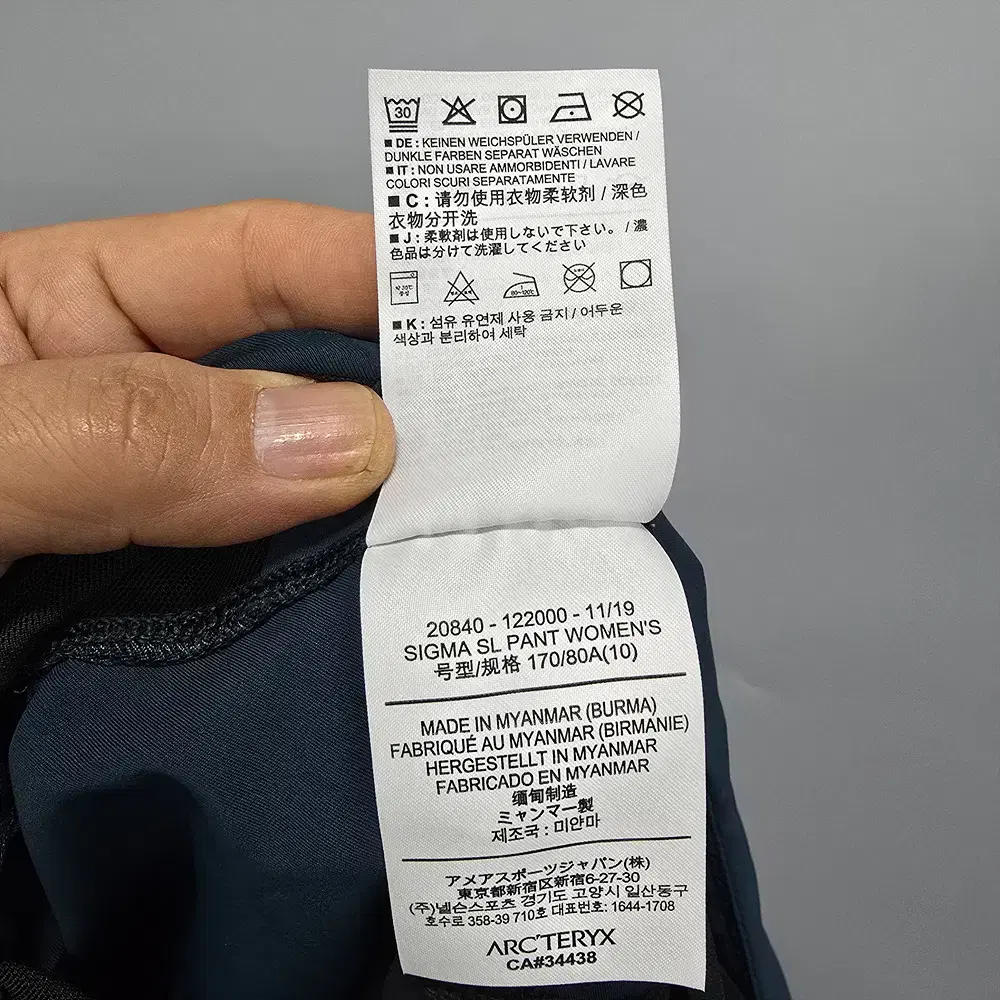 30
■ DE : KEINEN WEICHSPÜLER VERWENDEN /
DUNKLE FARBEN SEPARAT WÄSCHEN
■ IT : NON USARE AMMORBIDENTI / LAVARE
COLORI SCURI SEPARATAMENTE
■ C : 请勿使用衣物柔软剂 / 深色
衣物分开洗
■ J : 柔軟剤は使用しないで下さい。 / 濃
色品は分けて洗濯してください
80~120℃
■ K : 섬유 유연제 사용 금지 / 어두운
색상과 분리하여 세탁
20840 - 122000 - 11/19
SIGMA SL PANT WOMEN'S
号型/规格 170/80A(10)
MADE IN MYANMAR (BURMA)
FABRIQUÉ AU MYANMAR (BIRMANIE)
HERGESTELLT IN MYANMAR
FABRICADO EN MYANMAR
缅甸制造
ミャンマー製
제조국 : 미얀마
アメアスポーツジャパン(株)
東京都新宿区新宿6-27-30
(주)넬슨스포츠 경기도 고양시 일산동구
호수로 358-39 710호 대표번호: 1644-1708
ARC'TERYX
CA#34438